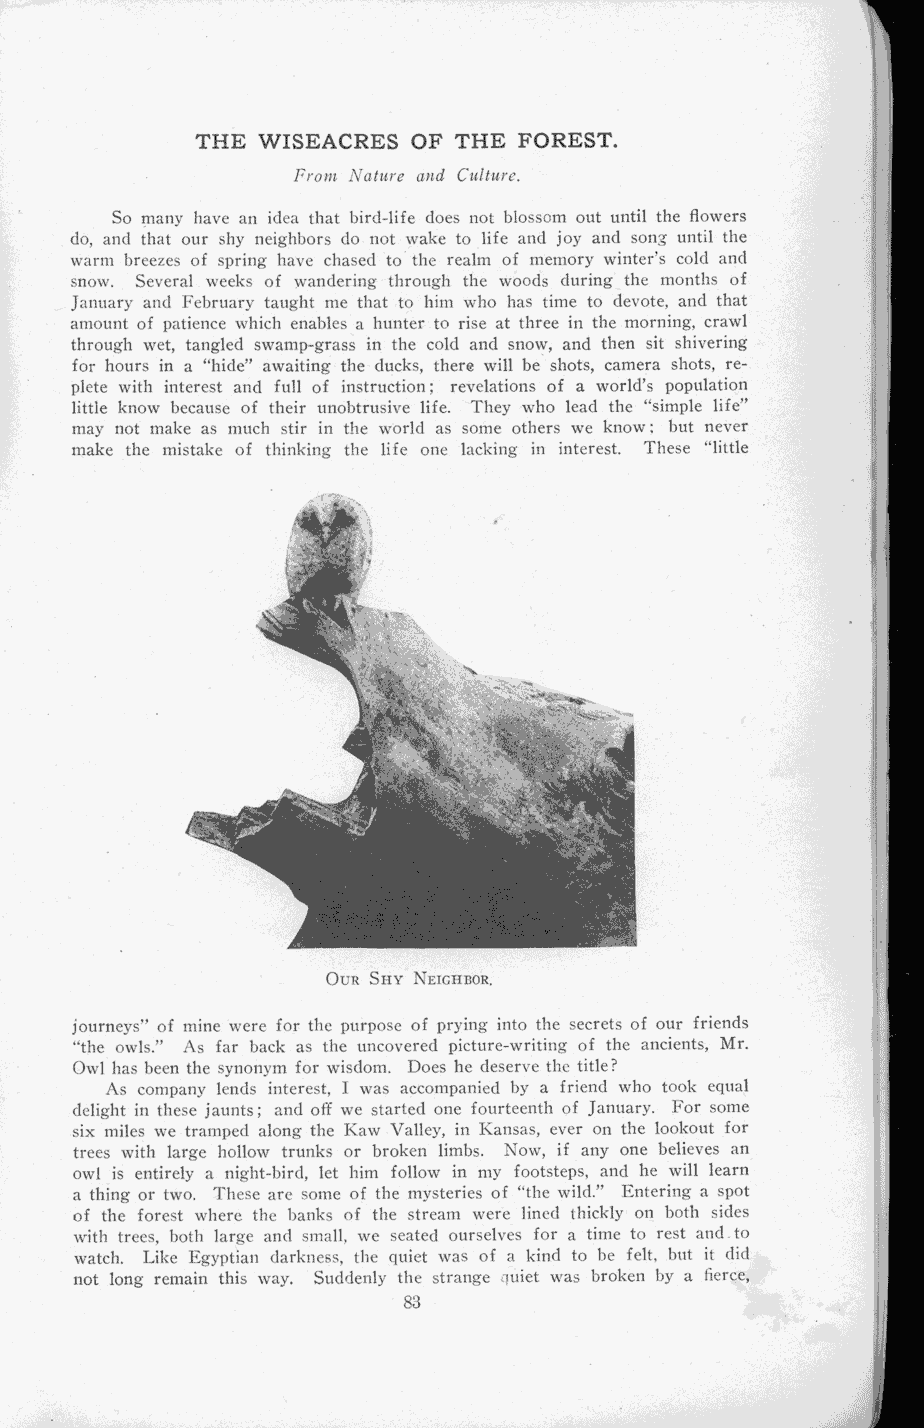 THE WISEACRES OF THE FOREST.
From Nature and Culture.
So many have an idea that bird-life does not blossom out until the flowers
do, and that our shy neighbors do not wake to life and joy and song until the
warm breezes of spring have chased to the realm of memory winter's cold and
snow. Several weeks of wandering through the woods during the months of
January and February taught me that to him who has time to devote, and that
amount of patience which enables a hunter to rise at three in the morning, crawl
through wet, tangled swamp-grass in the cold and snow, and then sit shivering
for hours in a "hide" awaiting the ducks, there will be shots, camera shots, re-
plete with interest and full of instruction; revelations of a world's population
little know because of their unobtrusive life. They who lead the "simple life"
may not make as much stir in the world as some others we know; but never
make the mistake of thinking the life one lacking in interest. These "little
OUR SHY NEIGHBOR.
journeys" of mine were for the purpose of prying into the secrets of our friends
"the owls." As far back as the uncovered picture-writing of the ancients, Mr.
Owl has been the synonym for wisdom. Does he deserve the title?
As company lends interest, I was accompanied by a friend who took equal
delight in these jaunts; and off we started one fourteenth of January. For some
six miles we tramped along the Kaw Valley, in Kansas, ever on the lookout for
trees with large hollow trunks or broken limbs. Now, if any one believes an
owl is entirely a night-bird, let him follow in my footsteps, and he will learn
a thing or two. These are some of the mysteries of "the wild." Entering a spot
of the forest where the banks of the stream were lined thickly on both sides
with trees, both large and small, we seated ourselves for a time to rest and to
watch. Like Egyptian darkness, the quiet was of a kind to be felt, but it did
not long remain this way. Suddenly the strange quiet was broken by a fierce,
83